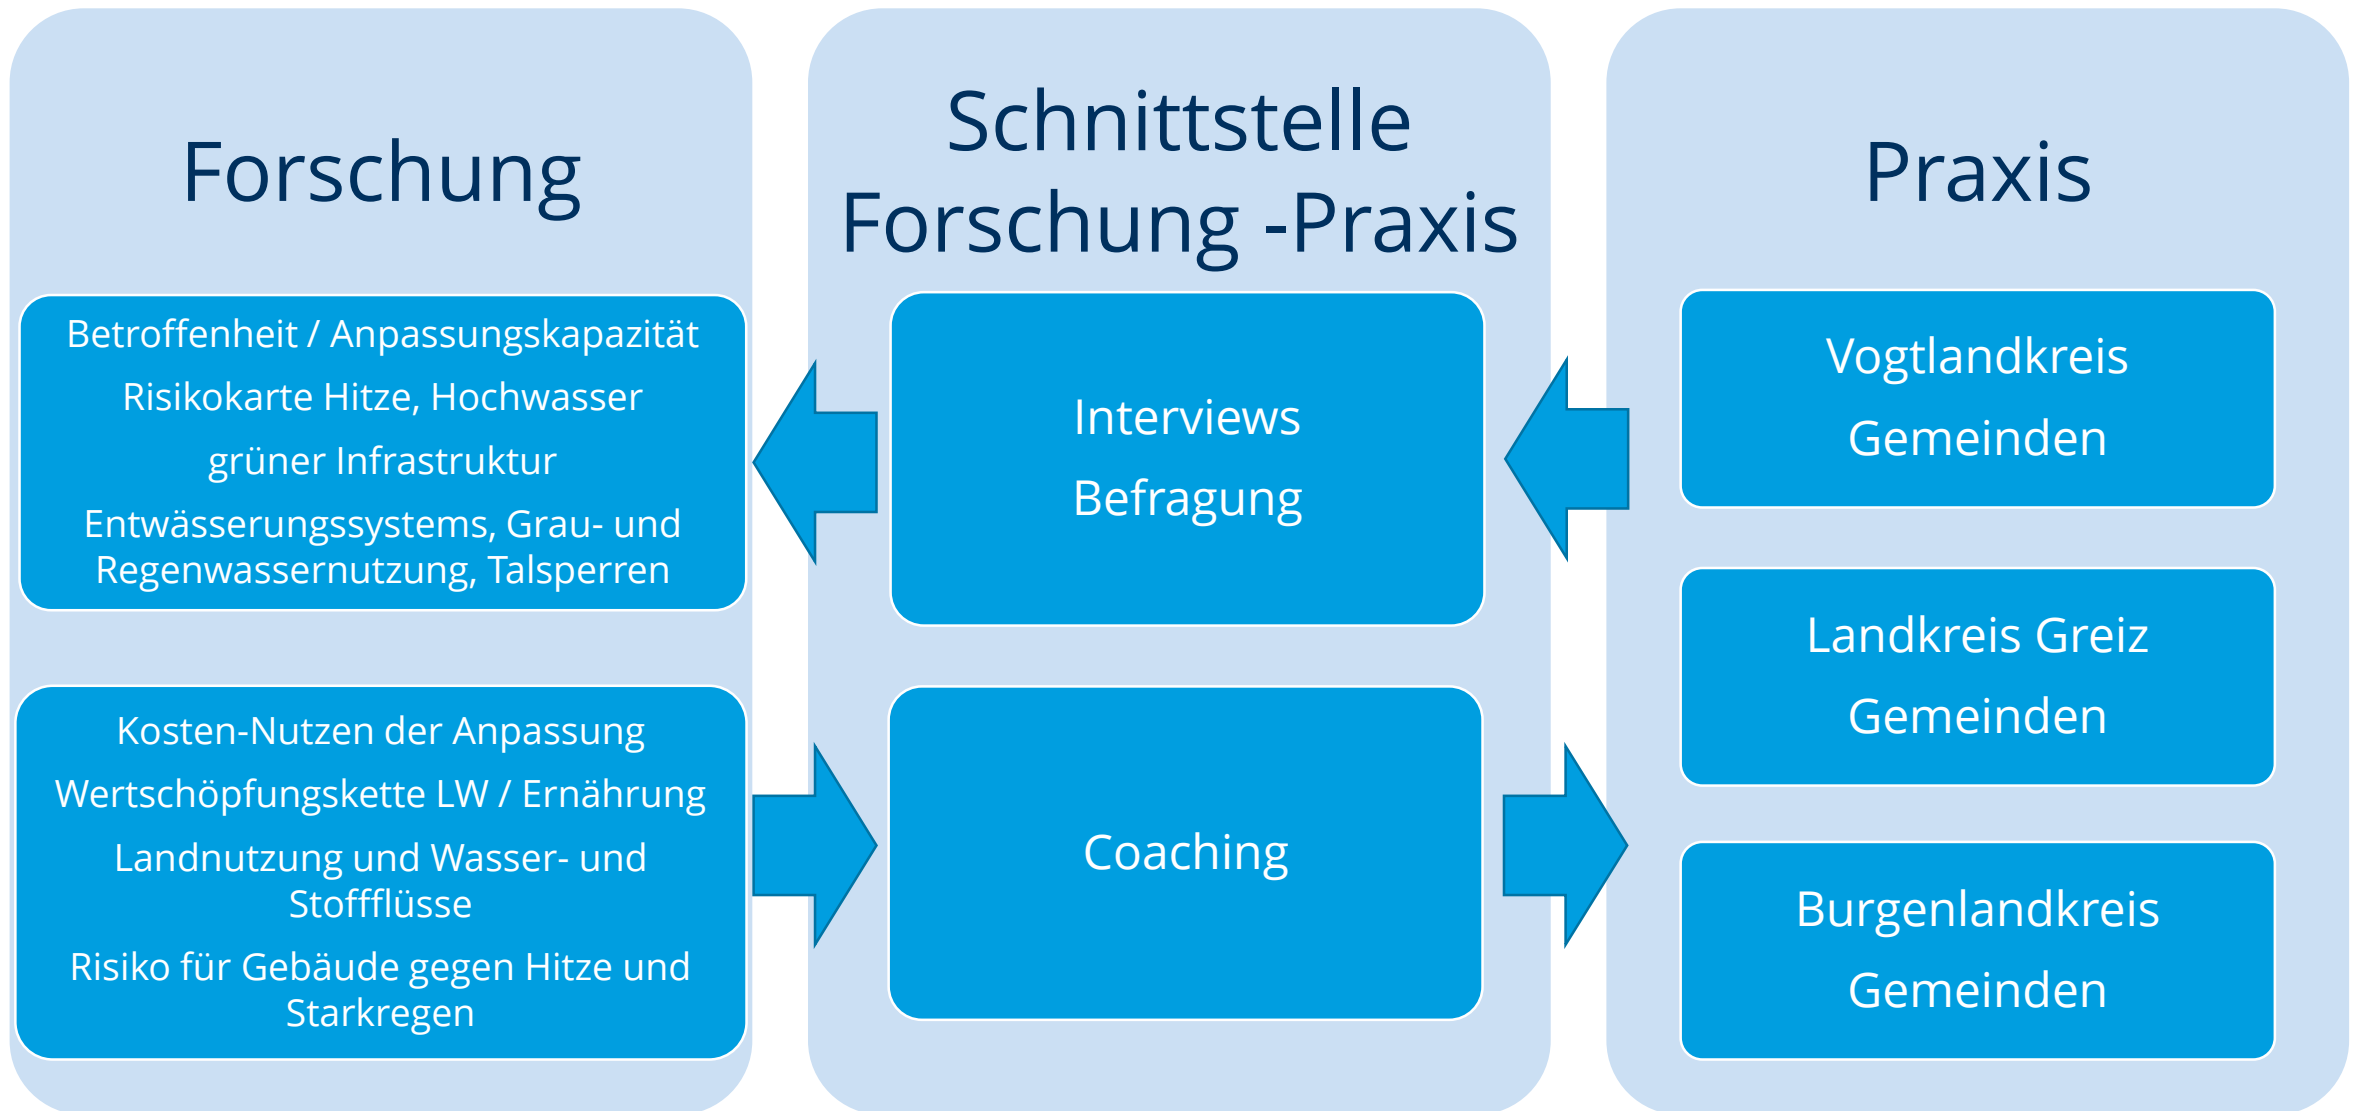 Forschung
Betroffenheit / Anpassungskapazität
Risikokarte Hitze, Hochwasser
grüner Infrastruktur
Entwässerungssystems, Grau- und
Regenwassernutzung, Talsperren
Kosten-Nutzen der Anpassung
Wertschöpfungskette LW / Ernährung
Landnutzung und Wasser- und
Stoffflüsse
Risiko für Gebäude gegen Hitze und
Starkregen
Schnittstelle
Forschung -Praxis
Interviews
Befragung
Coaching
Praxis
Vogtlandkreis
Gemeinden
Landkreis Greiz
Gemeinden
Burgenlandkreis
Gemeinden